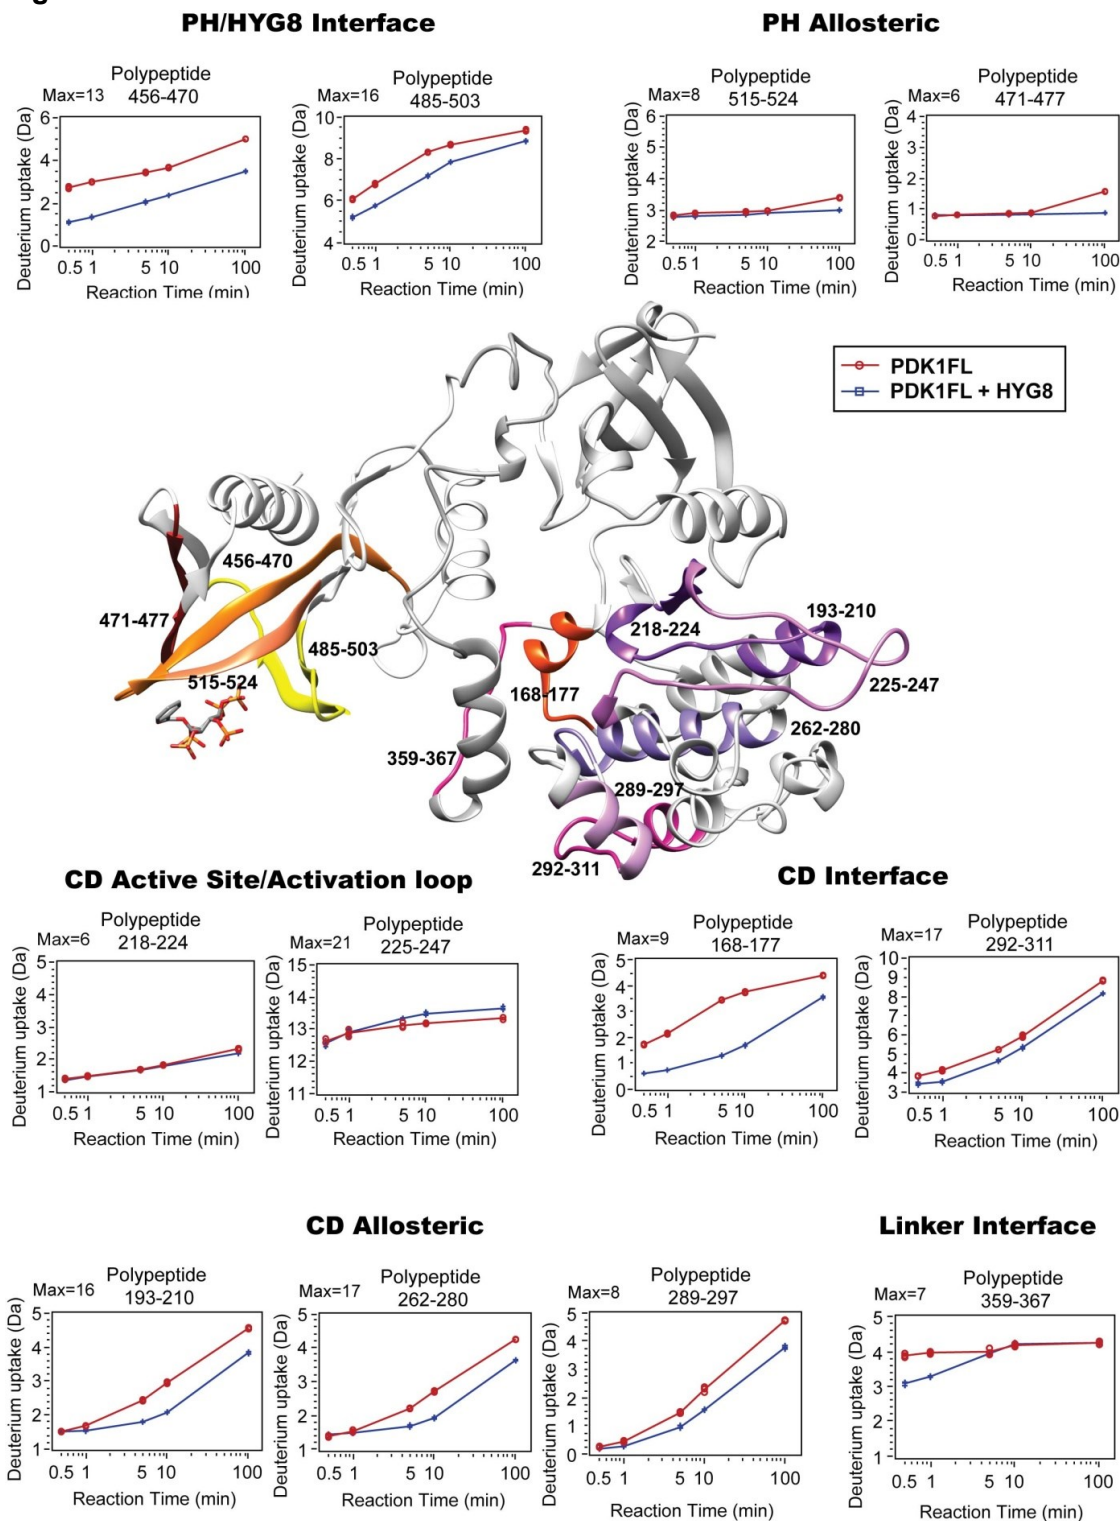 PH/HYG8 Interface
PH Allosteric
Polypeptide
Max=13 456-470
Deuterium uptake (Da)
6
4
2
0
0.5 1 5 10 100
Reaction Time (min)
Polypeptide
Max=16 485-503
Deuterium uptake (Da)
10
8
6
4
0.5 1 5 10 100
Reaction Time (min)
Polypeptide
Max=8 515-524
Deuterium uptake (Da)
6
5
4
3
2
0.5 1 5 10 100
Reaction Time (min)
Polypeptide
Max=6 471-477
Deuterium uptake (Da)
4
3
2
1
0
0.5 1 5 10 100
Reaction Time (min)
PDK1FL
PDK1FL + HYG8
456-470
471-477
485-503
515-524
218-224
193-210
168-177
225-247
359-367
262-280
289-297
292-311
CD Active Site/Activation loop
CD Interface
Polypeptide
Max=6 218-224
Deuterium uptake (Da)
5
4
3
2
1
0.5 1 5 10 100
Reaction Time (min)
Polypeptide
Max=21 225-247
Deuterium uptake (Da)
15
14
13
12
11
0.5 1 5 10 100
Reaction Time (min)
Polypeptide
Max=9 168-177
Deuterium uptake (Da)
5
4
3
2
1
0
0.5 1 5 10 100
Reaction Time (min)
Polypeptide
Max=17 292-311
Deuterium uptake (Da)
10
9
8
7
6
5
4
3
0.5 1 5 10 100
Reaction Time (min)
CD Allosteric
Linker Interface
Polypeptide
Max=16 193-210
Deuterium uptake (Da)
5
4
3
2
1
0.5 1 5 10 100
Reaction Time (min)
Polypeptide
Max=17 262-280
Deuterium uptake (Da)
5
4
3
2
1
0.5 1 5 10 100
Reaction Time (min)
Polypeptide
Max=8 289-297
Deuterium uptake (Da)
5
4
3
2
1
0
0.5 1 5 10 100
Reaction Time (min)
Polypeptide
Max=7 359-367
Deuterium uptake (Da)
5
4
3
2
1
0.5 1 5 10 100
Reaction Time (min)